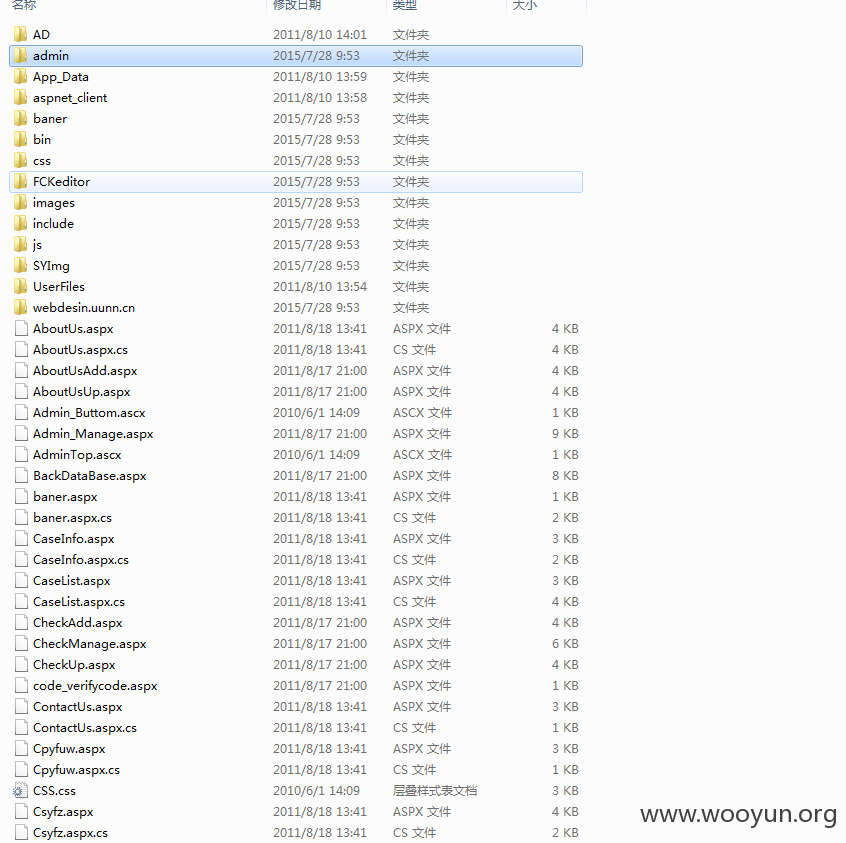 名称 修改日期 类型 大小
AD 2011/8/10 14:01 文件夹
admin 2015/7/28 9:53 文件夹
App_Data 2011/8/10 13:59 文件夹
aspnet_client 2011/8/10 13:58 文件夹
baner 2015/7/28 9:53 文件夹
bin 2015/7/28 9:53 文件夹
css 2015/7/28 9:53 文件夹
FCKeditor 2015/7/28 9:53 文件夹
images 2015/7/28 9:53 文件夹
include 2015/7/28 9:53 文件夹
js 2015/7/28 9:53 文件夹
SYImg 2015/7/28 9:53 文件夹
UserFiles 2011/8/10 13:54 文件夹
webdesin.uunn.cn 2015/7/28 9:53 文件夹
AboutUs.aspx 2011/8/18 13:41 ASPX 文件 4 KB
AboutUs.aspx.cs 2011/8/18 13:41 CS 文件 4 KB
AboutUsAdd.aspx 2011/8/17 21:00 ASPX 文件 4 KB
AboutUsUp.aspx 2011/8/17 21:00 ASPX 文件 4 KB
Admin_Buttom.ascx 2010/6/1 14:09 ASCX 文件 1 KB
Admin_Manage.aspx 2011/8/17 21:00 ASPX 文件 9 KB
AdminTop.ascx 2010/6/1 14:09 ASCX 文件 1 KB
BackDataBase.aspx 2011/8/17 21:00 ASPX 文件 8 KB
baner.aspx 2011/8/18 13:41 ASPX 文件 1 KB
baner.aspx.cs 2011/8/18 13:41 CS 文件 2 KB
CaseInfo.aspx 2011/8/18 13:41 ASPX 文件 3 KB
CaseInfo.aspx.cs 2011/8/18 13:41 CS 文件 2 KB
CaseList.aspx 2011/8/18 13:41 ASPX 文件 3 KB
CaseList.aspx.cs 2011/8/18 13:41 CS 文件 4 KB
CheckAdd.aspx 2011/8/17 21:00 ASPX 文件 4 KB
CheckManage.aspx 2011/8/17 21:00 ASPX 文件 6 KB
CheckUp.aspx 2011/8/17 21:00 ASPX 文件 4 KB
code_verifycode.aspx 2011/8/17 21:00 ASPX 文件 1 KB
ContactUs.aspx 2011/8/18 13:41 ASPX 文件 3 KB
ContactUs.aspx.cs 2011/8/18 13:41 CS 文件 1 KB
Cpyfuw.aspx 2011/8/18 13:41 ASPX 文件 3 KB
Cpyfuw.aspx.cs 2011/8/18 13:41 CS 文件 1 KB
CSS.css 2010/6/1 14:09 层叠样式表文档 3 KB
Csyfz.aspx 2011/8/18 13:41 ASPX 文件 4 KB
Csyfz.aspx.cs 2011/8/18 13:41 CS 文件 2 KB
www.wooyun.org